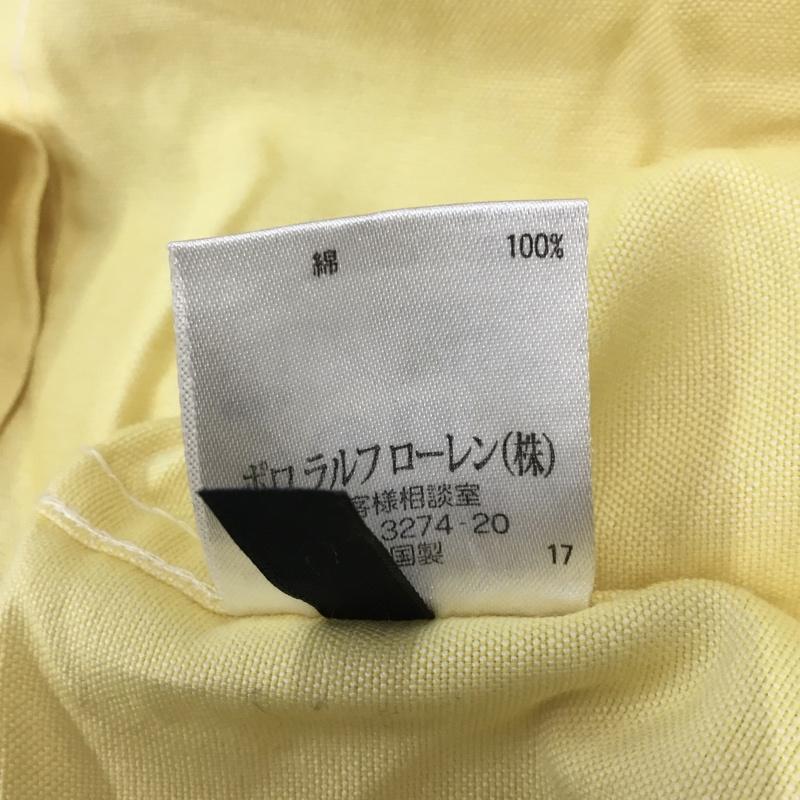 綿 100%
ポロ ラルフ ローレン(株)
客様相談室
3274-20
国製 17